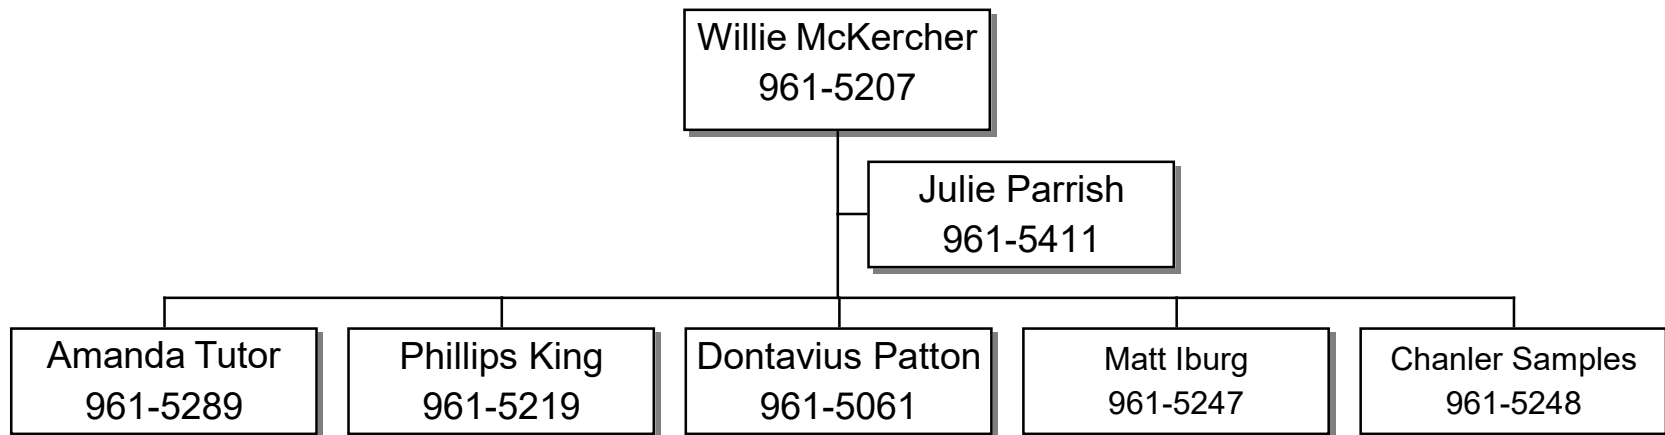 Willie McKercher
961-5207
Julie Parrish
961-5411
Amanda Tutor
961-5289
Phillips King
961-5219
Dontavius Patton
961-5061
Matt Iburg
961-5247
Chanler Samples
961-5248